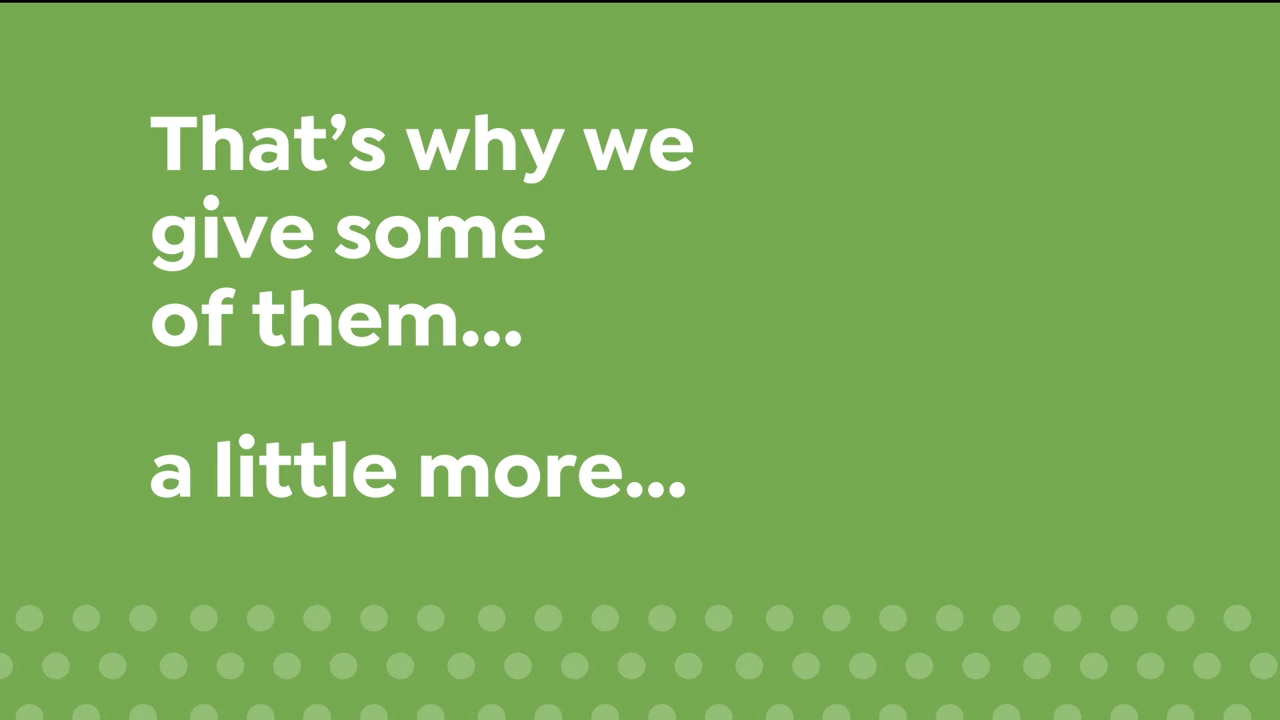 That’s why we
give some
of them...
a little more...